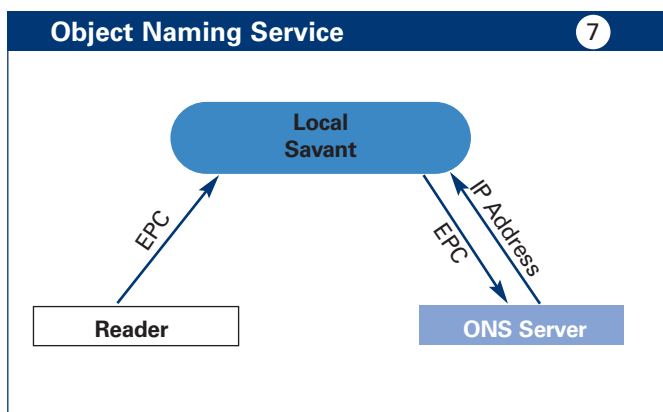 Object Naming Service
7
Local
Savant
EPC
EPC
IP Address
Reader
ONS Server